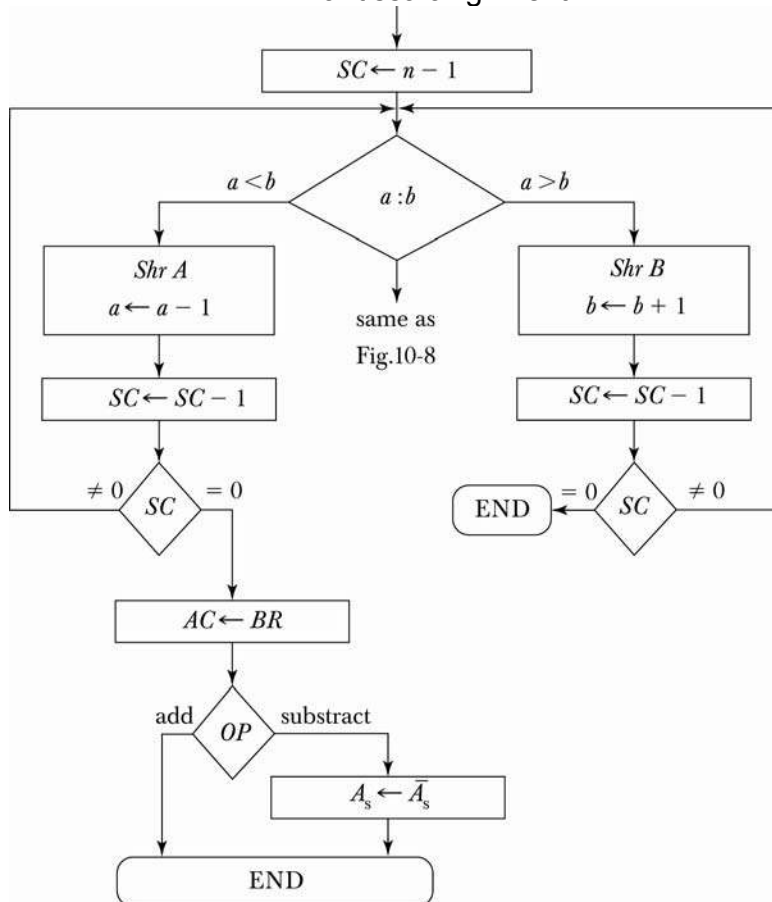 SC ← n − 1
a < b
a : b
a > b
Shr A
a ← a − 1
same as
Fig.10-8
Shr B
b ← b + 1
SC ← SC − 1
SC ← SC − 1
≠ 0
SC
= 0
END
= 0
SC
≠ 0
AC ← BR
add
OP
substract
A_s ← A̅_s
END